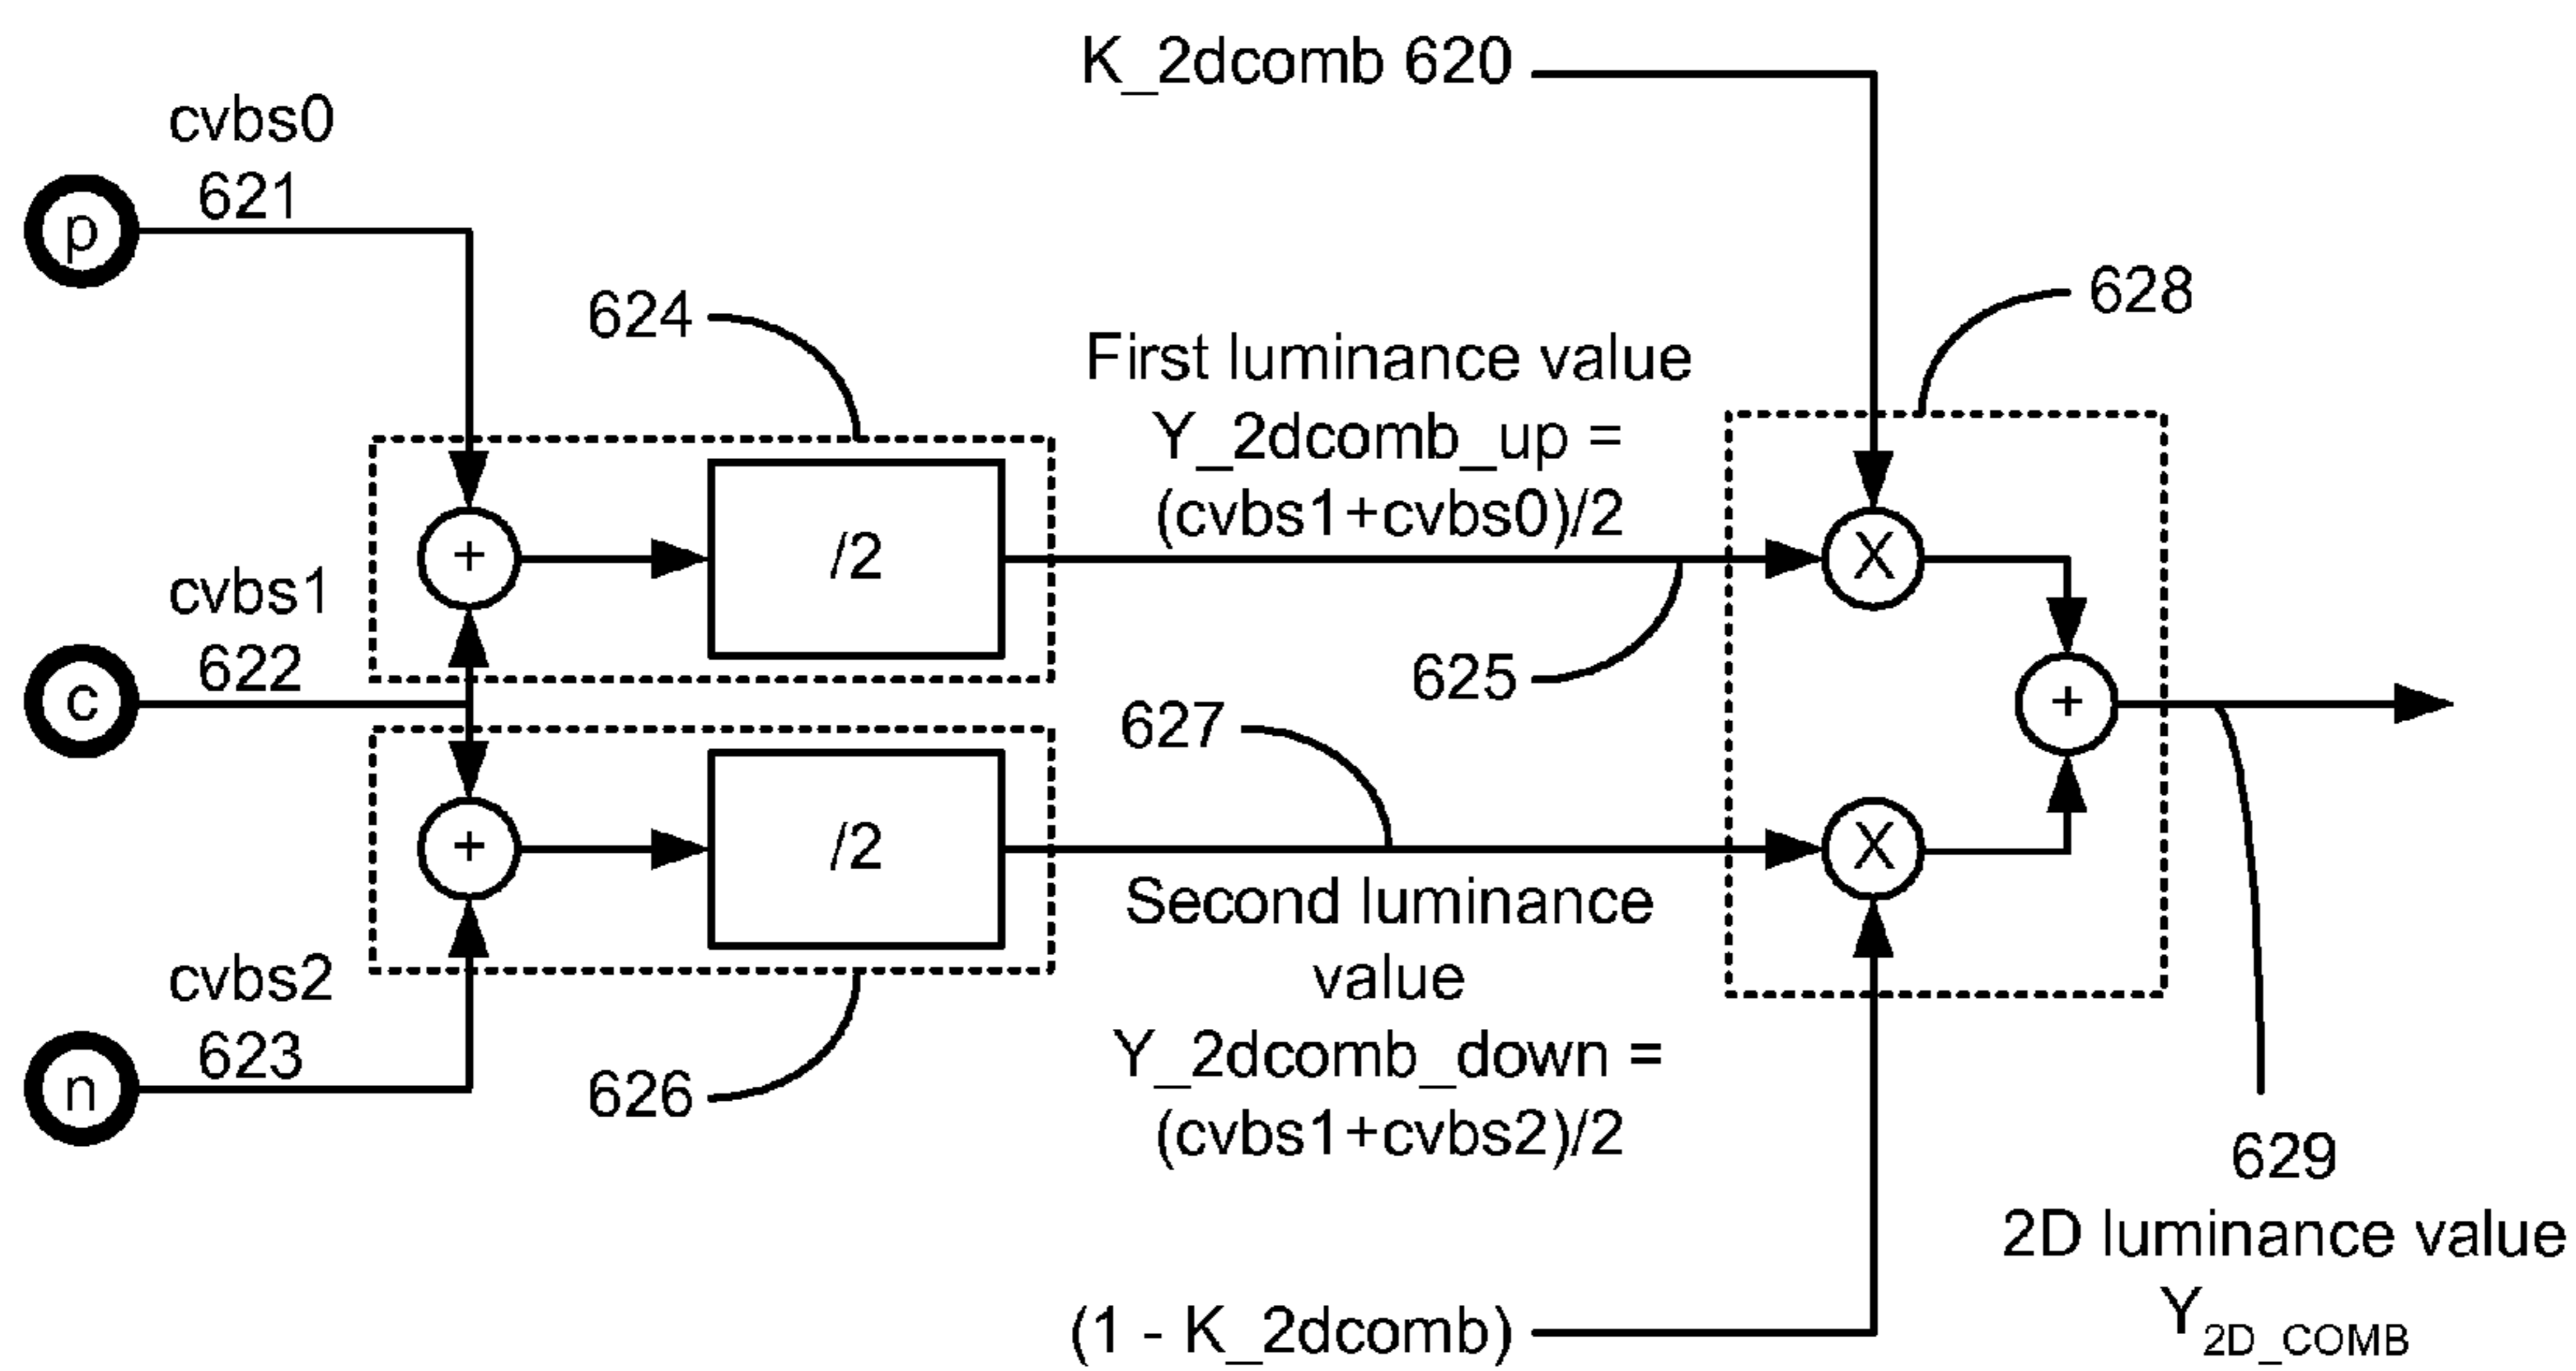 K_2dcomb 620
cvbs0
621
p
624
628
First luminance value
Y_2dcomb_up =
(cvbs1+cvbs0)/2
+
/2
X
cvbs1
622
c
625
627
+
+
/2
X
Second luminance
value
Y_2dcomb_down =
(cvbs1+cvbs2)/2
cvbs2
623
n
626
629
2D luminance value
Y2D_COMB
(1 - K_2dcomb)